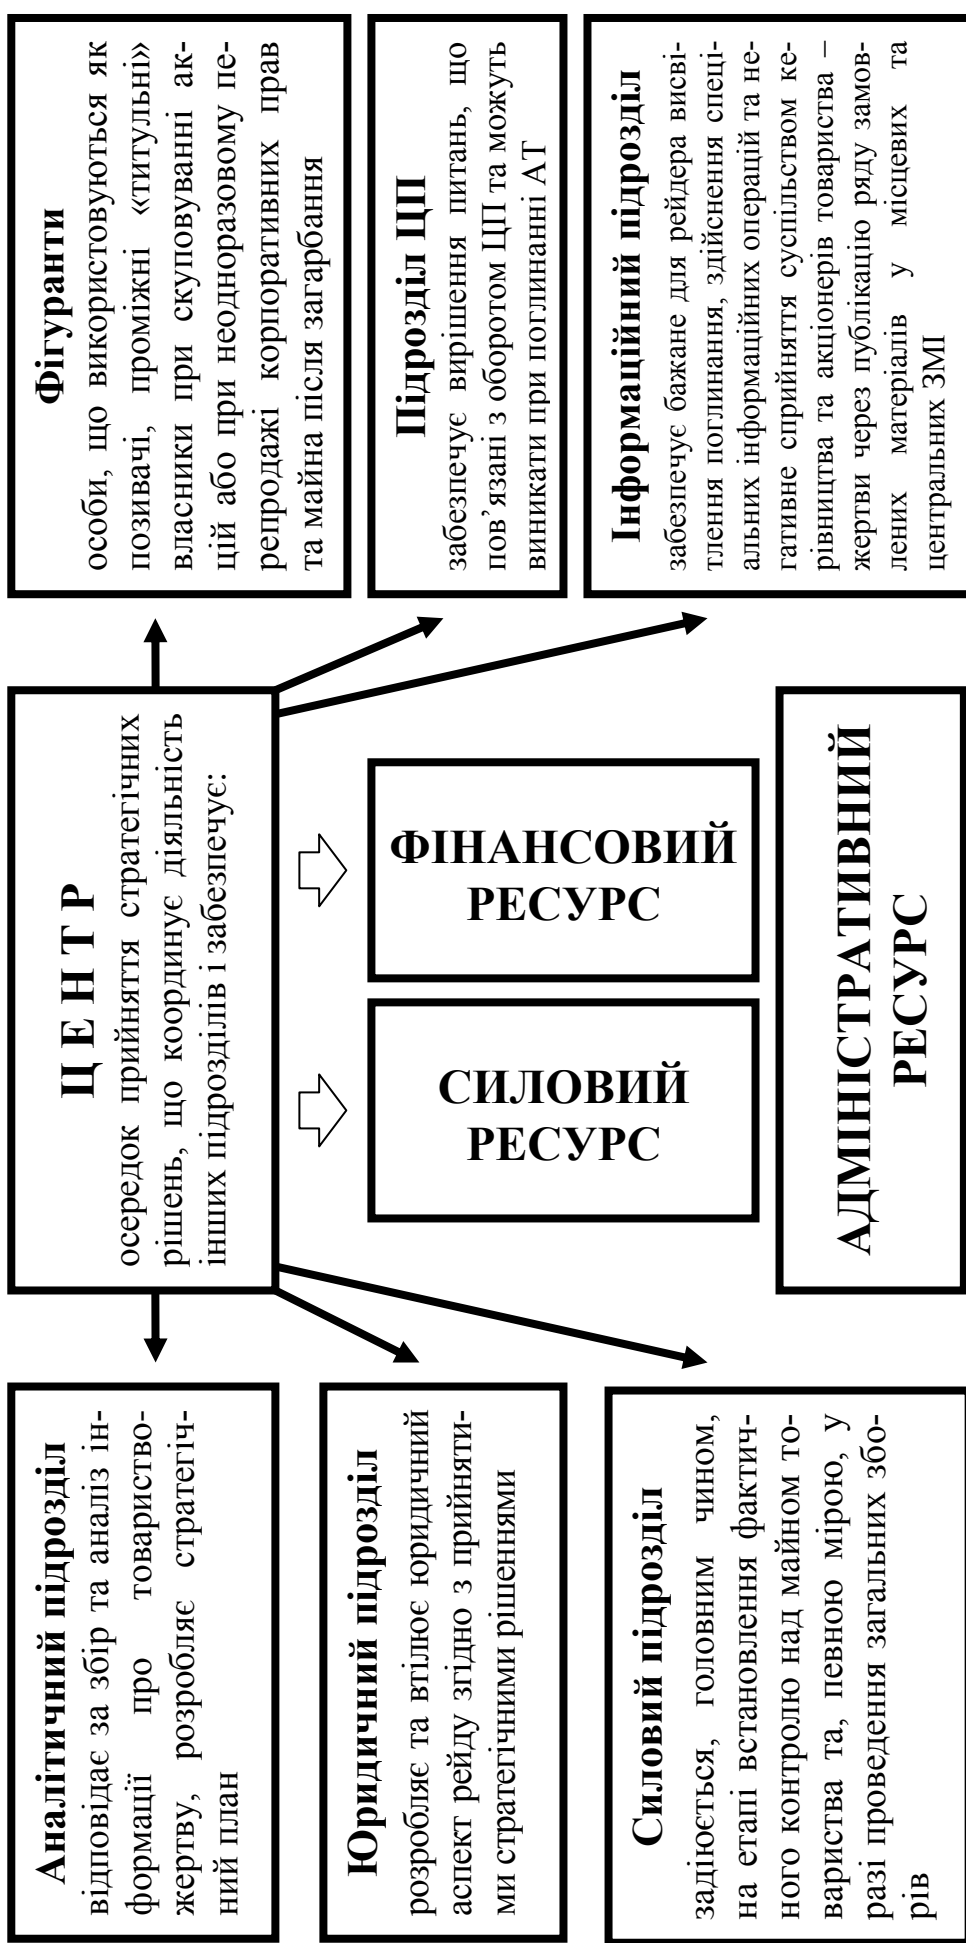 Аналітичний підрозділ
відповідає за збір та аналіз ін-
формації про товариство-
жертву, розробляє стратегіч-
ний план
Юридичний підрозділ
розробляє та втілює юридичний
аспект рейду згідно з прийняти-
ми стратегічними рішеннями
Силовий підрозділ
задіюється, головним чином,
на етапі встановлення фактич-
ного контролю над майном то-
вариства та, певною мірою, у
разі проведення загальних збо-
рів
Ц Е Н Т Р
осередок прийняття стратегічних
рішень, що координує діяльність
інших підрозділів і забезпечує:
СИЛОВИЙ
РЕСУРС
ФІНАНСОВИЙ
РЕСУРС
АДМІНІСТРАТИВНИЙ
РЕСУРС
Фігуранти
особи, що використовуються як
позивачі, проміжні «титульні»
власники при скуповуванні ак-
цій або при неодноразовому пе-
репродажі корпоративних прав
та майна після загарбання
Підрозділ ЦП
забезпечує вирішення питань, що
пов’язані з оборотом ЦП та можуть
виникати при поглинанні АТ
Інформаційний підрозділ
забезпечує бажане для рейдера висві-
тлення поглинання, здійснення спеці-
альних інформаційних операцій та не-
гативне сприйняття суспільством ке-
рівництва та акціонерів товариства –
жертви через публікацію ряду замов-
лених матеріалів у місцевих та
центральних ЗМІ